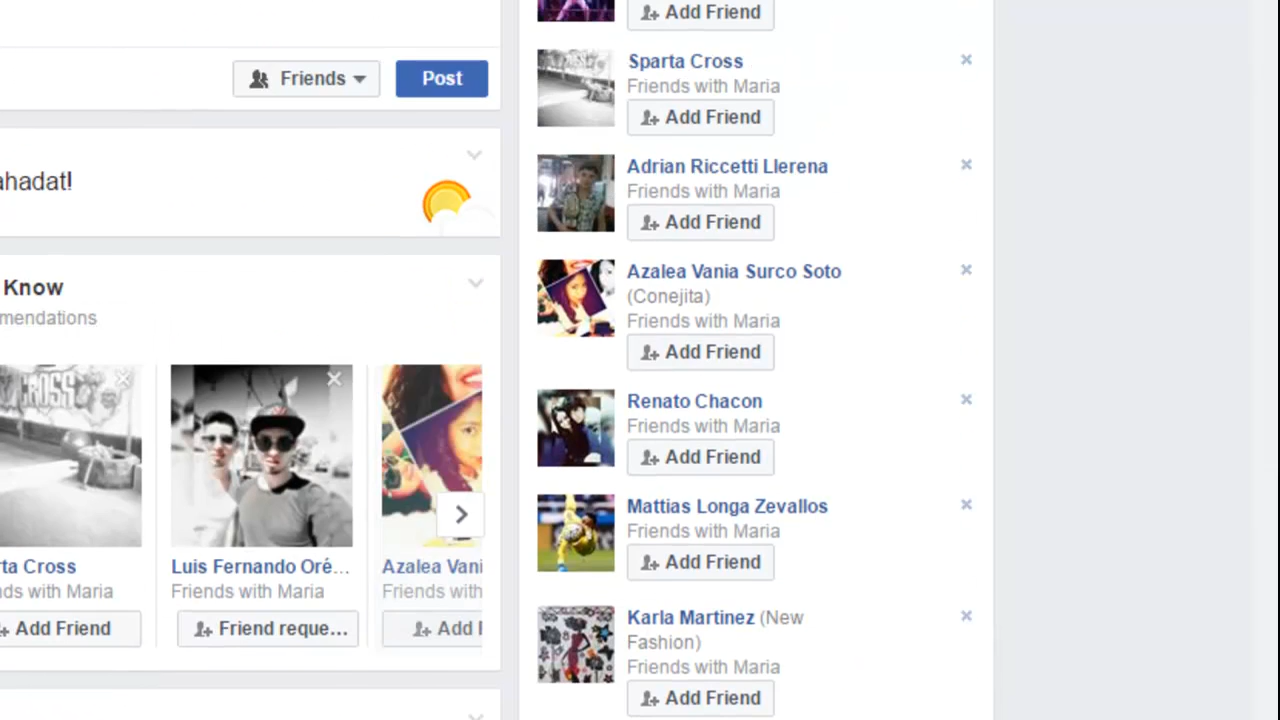 Friends
Post
ahadat!
Know
mendations
rta Cross
Luis Fernando Oré...
Azalea Vani
ds with Maria
Friends with Maria
Friends with
Add Friend
Friend reque...
Add F
Add Friend
Sparta Cross
Friends with Maria
Add Friend
Adrian Riccetti Llerena
Friends with Maria
Add Friend
Azalea Vania Surco Soto
(Conejita)
Friends with Maria
Add Friend
Renato Chacon
Friends with Maria
Add Friend
Mattias Longa Zevallos
Friends with Maria
Add Friend
Karla Martinez (New
Fashion)
Friends with Maria
Add Friend